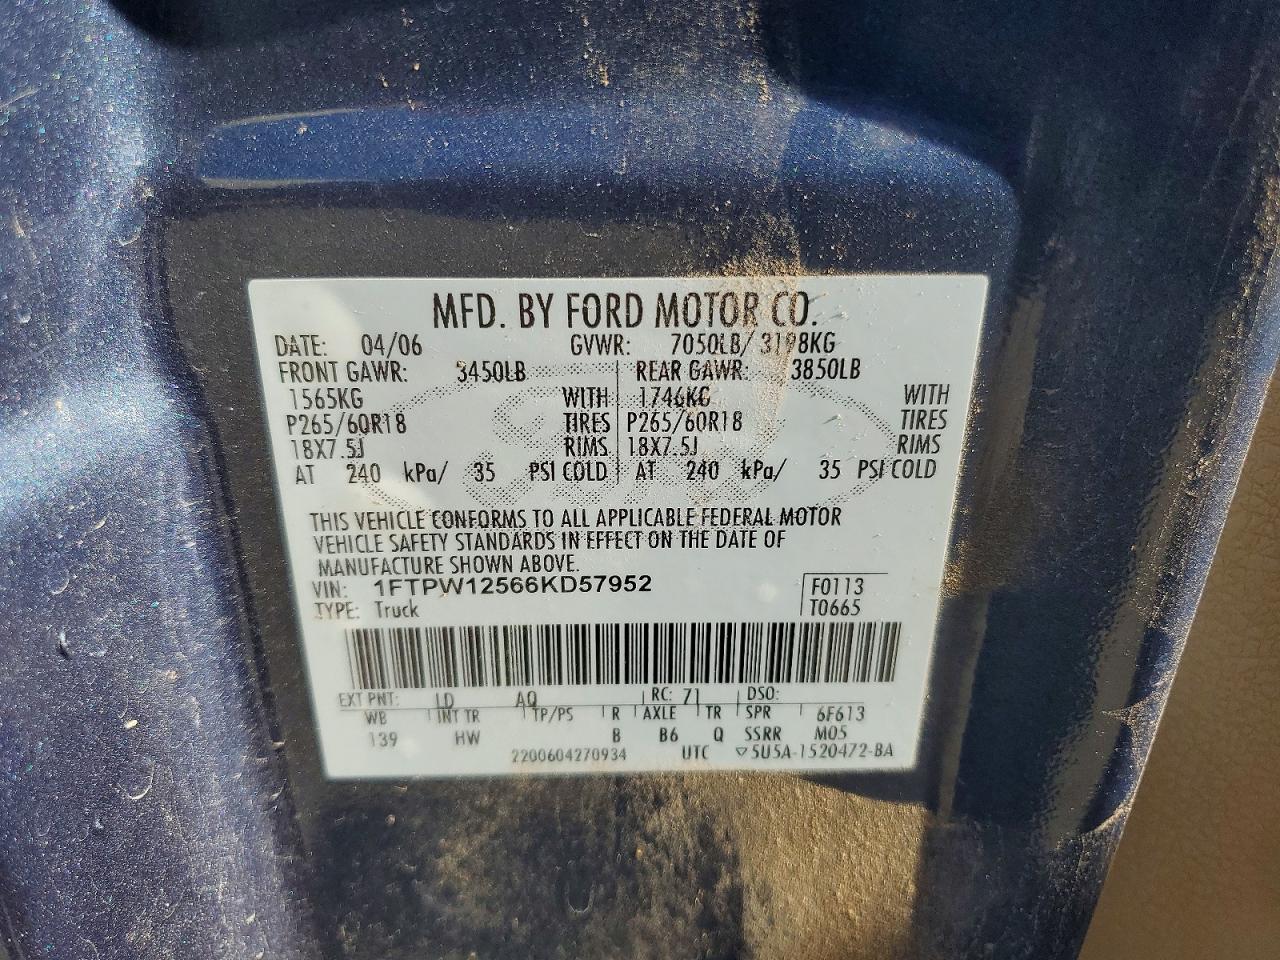 MFD. BY FORD MOTOR CO.
DATE: 04/06 GVWR: 7050LB/ 3198KG
FRONT GAWR: 3450LB REAR GAWR: 3850LB
1565KG WITH 1746KG WITH
P265/60R18 TIRES P265/60R18 TIRES
18X7.5J RIMS 18X7.5J RIMS
AT 240 kPa/ 35 PSI COLD AT 240 kPa/ 35 PSI COLD
THIS VEHICLE CONFORMS TO ALL APPLICABLE FEDERAL MOTOR
VEHICLE SAFETY STANDARDS IN EFFECT ON THE DATE OF
MANUFACTURE SHOWN ABOVE.
VIN: 1FTPW12566KD57952 F0113
TYPE: Truck T0665
EXT PNT: LD AQ RC: 71 DSO:
WB INT TR TP/PS R AXLE TR SPR 6F613
139 HW B B6 Q SSRR M05
2200604270934 UTC ▽5U5A-1520472-BA